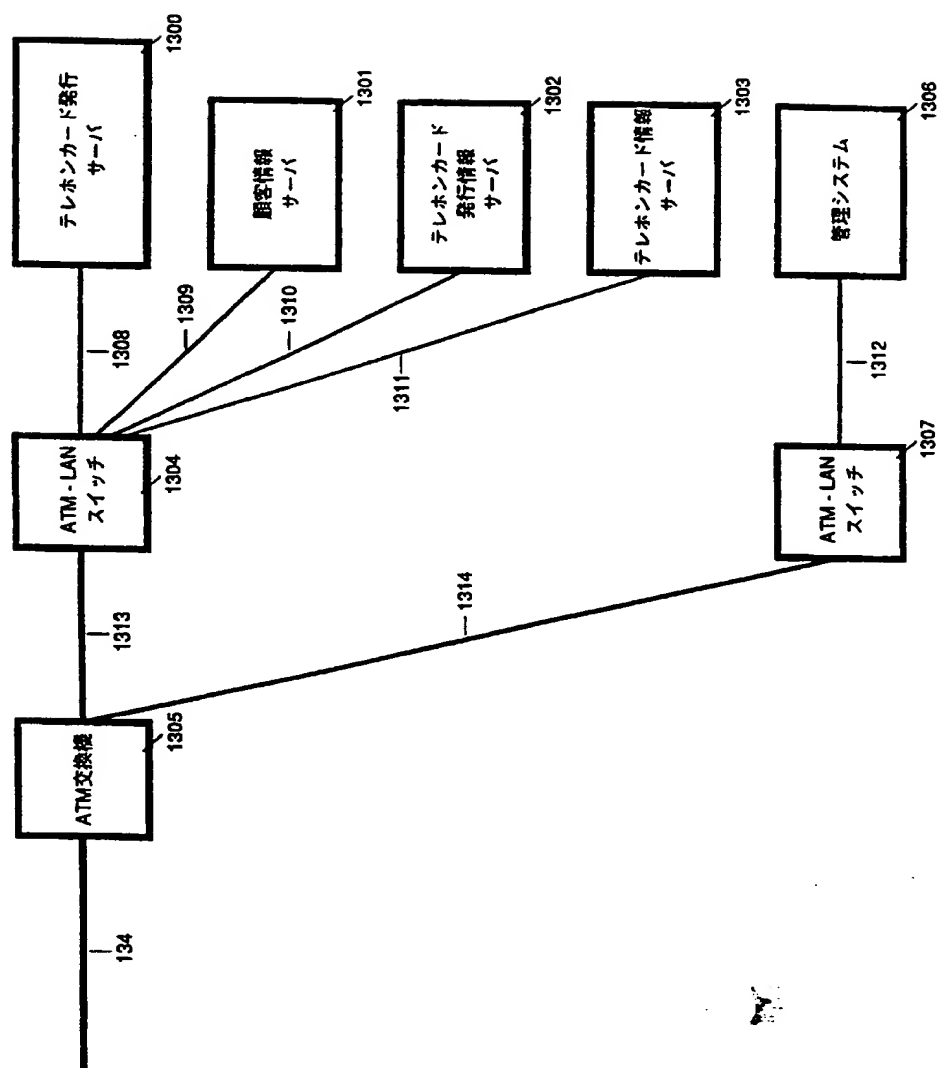 テレホンカード発行
サーバ
1300
顧客情報
サーバ
1301
テレホンカード
発行情報
サーバ
1302
テレホンカード情報
サーバ
1303
管理システム
1306
1308
1309
1310
1311
1312
ATM - LAN
スイッチ
1304
ATM - LAN
スイッチ
1307
1313
1314
ATM交換機
1305
134